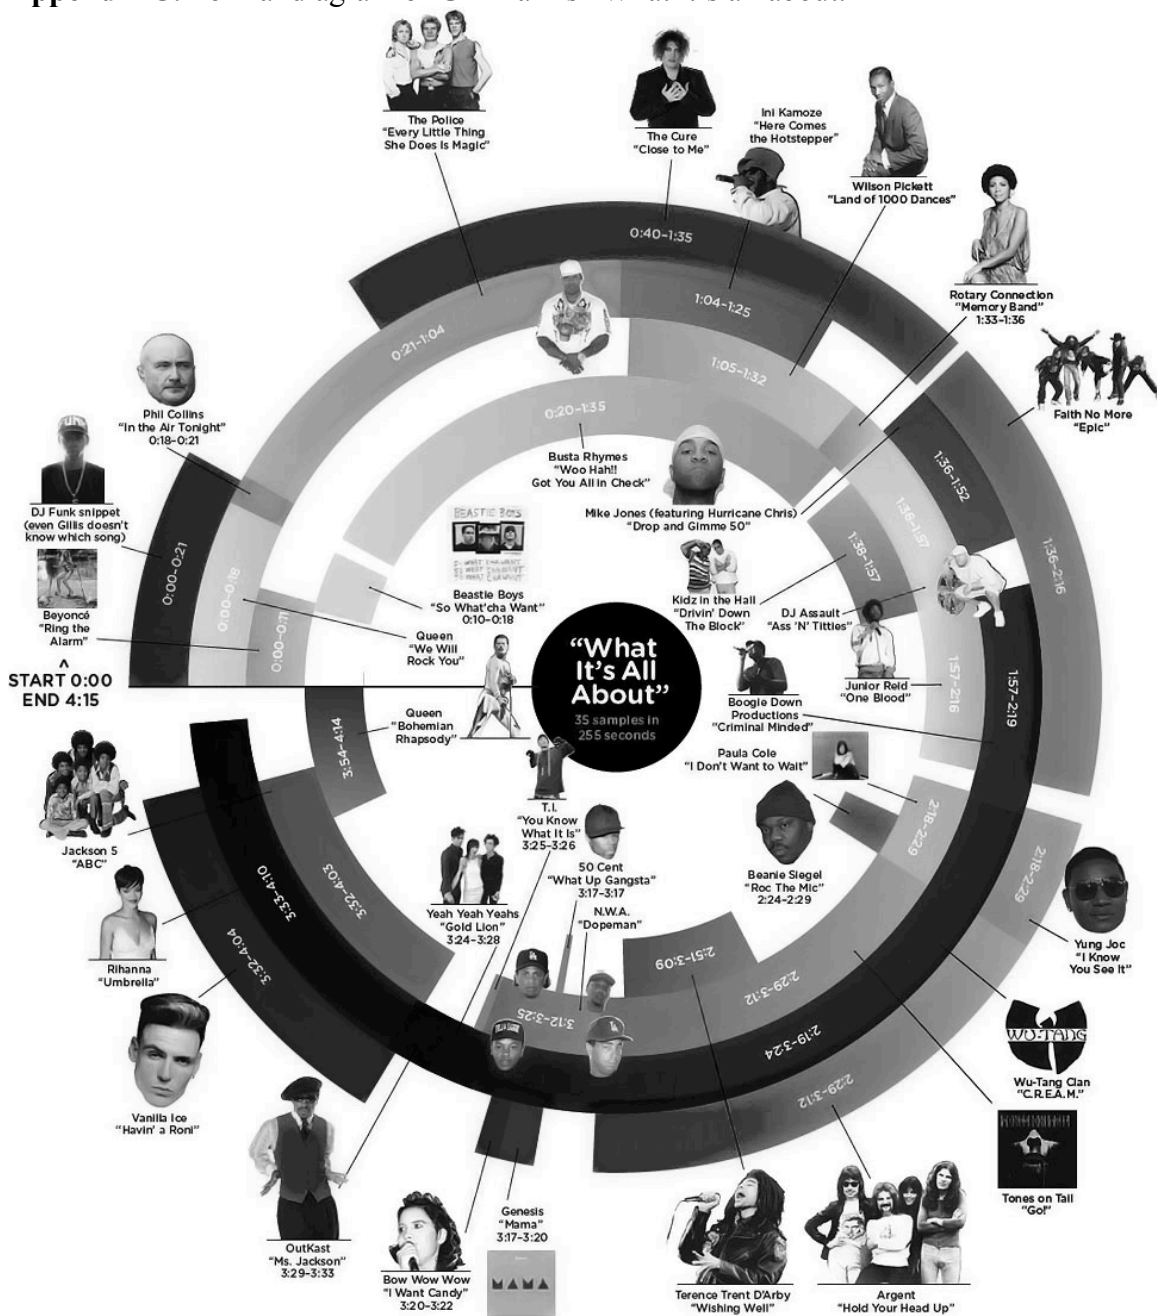 The Police
“Every Little Thing
She Does Is Magic”
The Cure
“Close to Me”
Ini Kamoze
“Here Comes
the Hotstepper”
Wilson Pickett
“Land of 1000 Dances”
Rotary Connection
“Memory Band”
1:33–1:36
Faith No More
“Epic”
Phil Collins
“In the Air Tonight”
0:18–0:21
DJ Funk snippet
(even Gillis doesn’t
know which song)
Beyoncé
“Ring the
Alarm”
^
START 0:00
END 4:15
0:00–0:21
0:00–0:18
0:00–0:11
0:21–1:04
0:40–1:35
1:04–1:25
1:05–1:32
0:20–1:35
Busta Rhymes
“Woo Hah!!
Got You All in Check”
Mike Jones (featuring Hurricane Chris)
“Drop and Gimme 50”
BEASTIE BOYS
Beastie Boys
“So What’cha Want”
0:10–0:18
Queen
“We Will
Rock You”
Kidz in the Hall
“Drivin’ Down
The Block”
DJ Assault
“Ass ’N’ Titties”
1:36–1:52
1:36–1:57
1:38–1:57
1:36–2:16
“What
It’s All
About”
35 samples in
255 seconds
Junior Reid
“One Blood”
Boogie Down
Productions
“Criminal Minded”
1:57–2:16
1:57–2:19
Queen
“Bohemian
Rhapsody”
3:54–4:14
Paula Cole
“I Don’t Want to Wait”
T.I.
“You Know
What It Is”
3:25–3:26
50 Cent
“What Up Gangsta”
3:17–3:17
Beanie Siegel
“Roc The Mic”
2:24–2:29
2:18–2:29
2:18–2:29
Yung Joc
“I Know
You See It”
Jackson 5
“ABC”
Rihanna
“Umbrella”
Vanilla Ice
“Havin’ a Roni”
3:33–4:10
3:32–4:03
3:32–4:04
Yeah Yeah Yeahs
“Gold Lion”
3:24–3:28
N.W.A.
“Dopeman”
3:12–3:25
2:51–3:09
2:29–3:12
2:19–3:24
2:29–3:12
WU-TANG
Wu-Tang Clan
“C.R.E.A.M.”
Tones on Tail
“Go!”
OutKast
“Ms. Jackson”
3:29–3:33
Bow Wow Wow
“I Want Candy”
3:20–3:22
Genesis
“Mama”
3:17–3:20
MAMA
Terence Trent D’Arby
“Wishing Well”
Argent
“Hold Your Head Up”